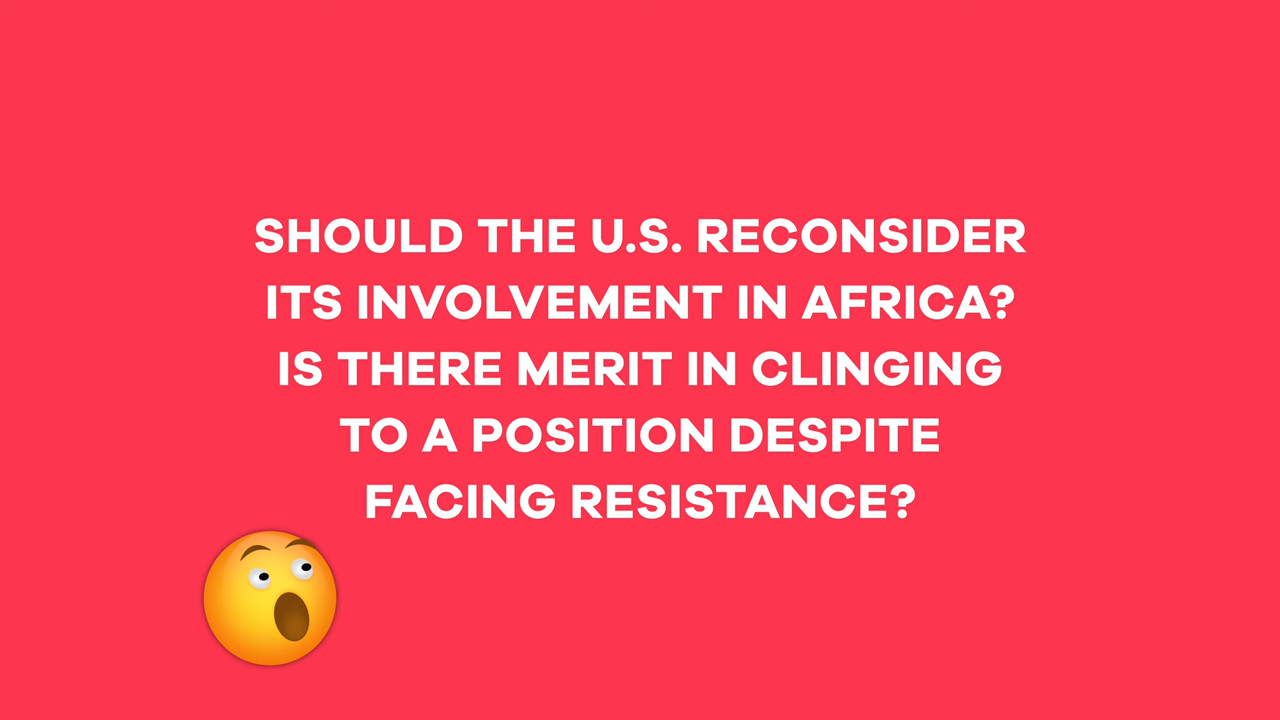 SHOULD THE U.S. RECONSIDER
ITS INVOLVEMENT IN AFRICA?
IS THERE MERIT IN CLINGING
TO A POSITION DESPITE
FACING RESISTANCE?